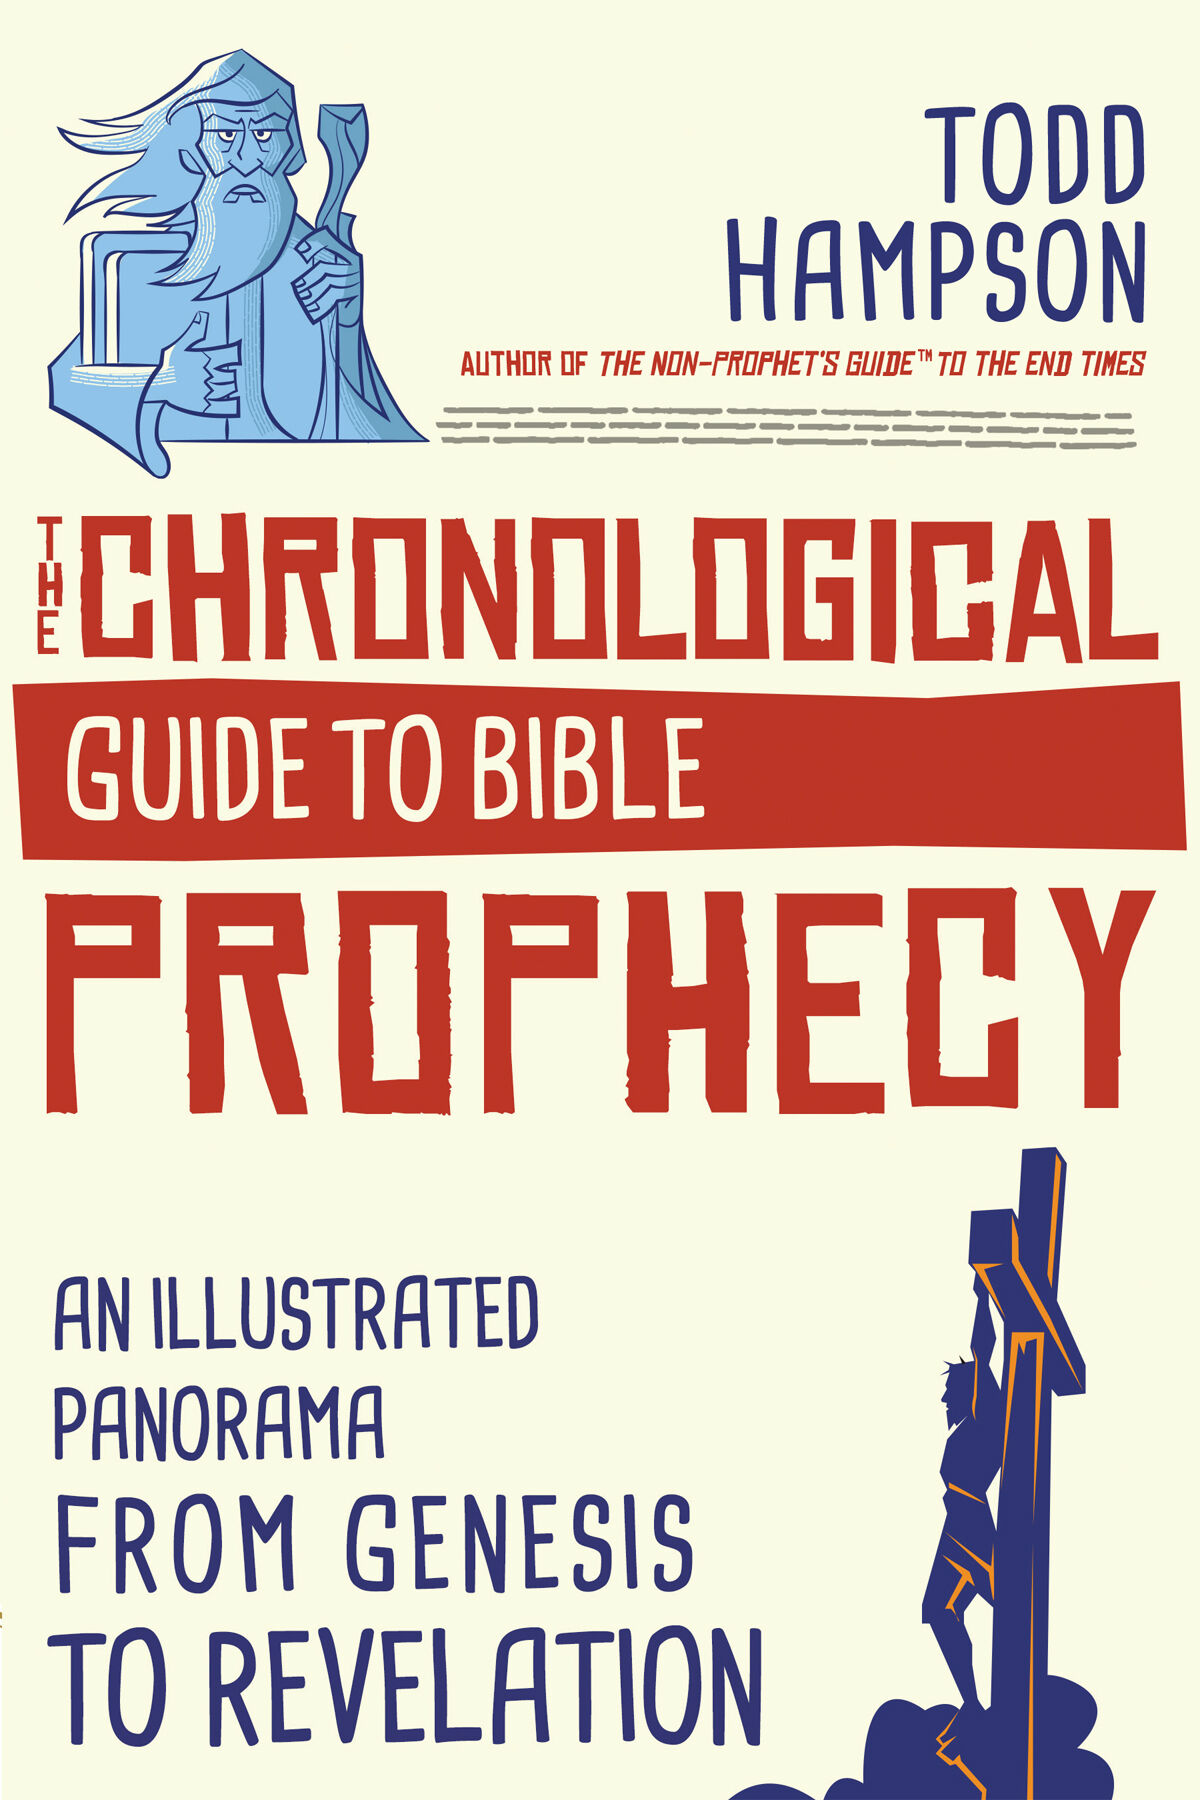 TODD
HAMPSON
AUTHOR OF THE NON-PROPHET'S GUIDE™ TO THE END TIMES
THE CHRONOLOGICAL
GUIDE TO BIBLE
PROPHECY
AN ILLUSTRATED
PANORAMA
FROM GENESIS
TO REVELATION